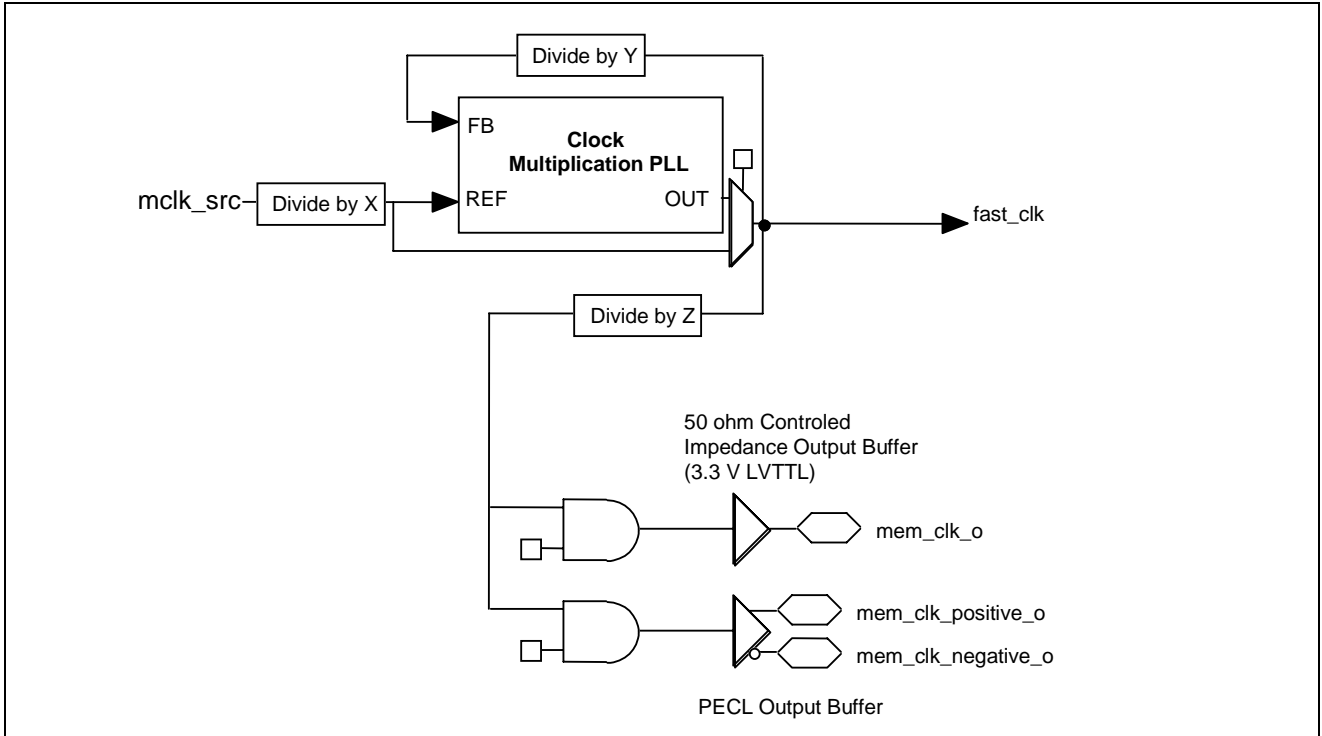 Divide by Y
FB
Clock
Multiplication PLL
mclk_src
Divide by X
REF
OUT
fast_clk
Divide by Z
50 ohm Controled
Impedance Output Buffer
(3.3 V LVTTL)
mem_clk_o
mem_clk_positive_o
mem_clk_negative_o
PECL Output Buffer